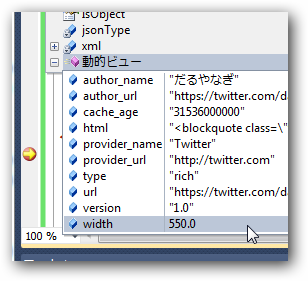 IsObject
jsonType
xml
動的ビュー
author_name "だるやなぎ"
author_url "https://twitter.com/d
cache_age "31536000000"
html "<blockquote class=\"
provider_name "Twitter"
provider_url "http://twitter.com"
type "rich"
url "https://twitter.com/d
version "1.0"
width 550.0
100 %